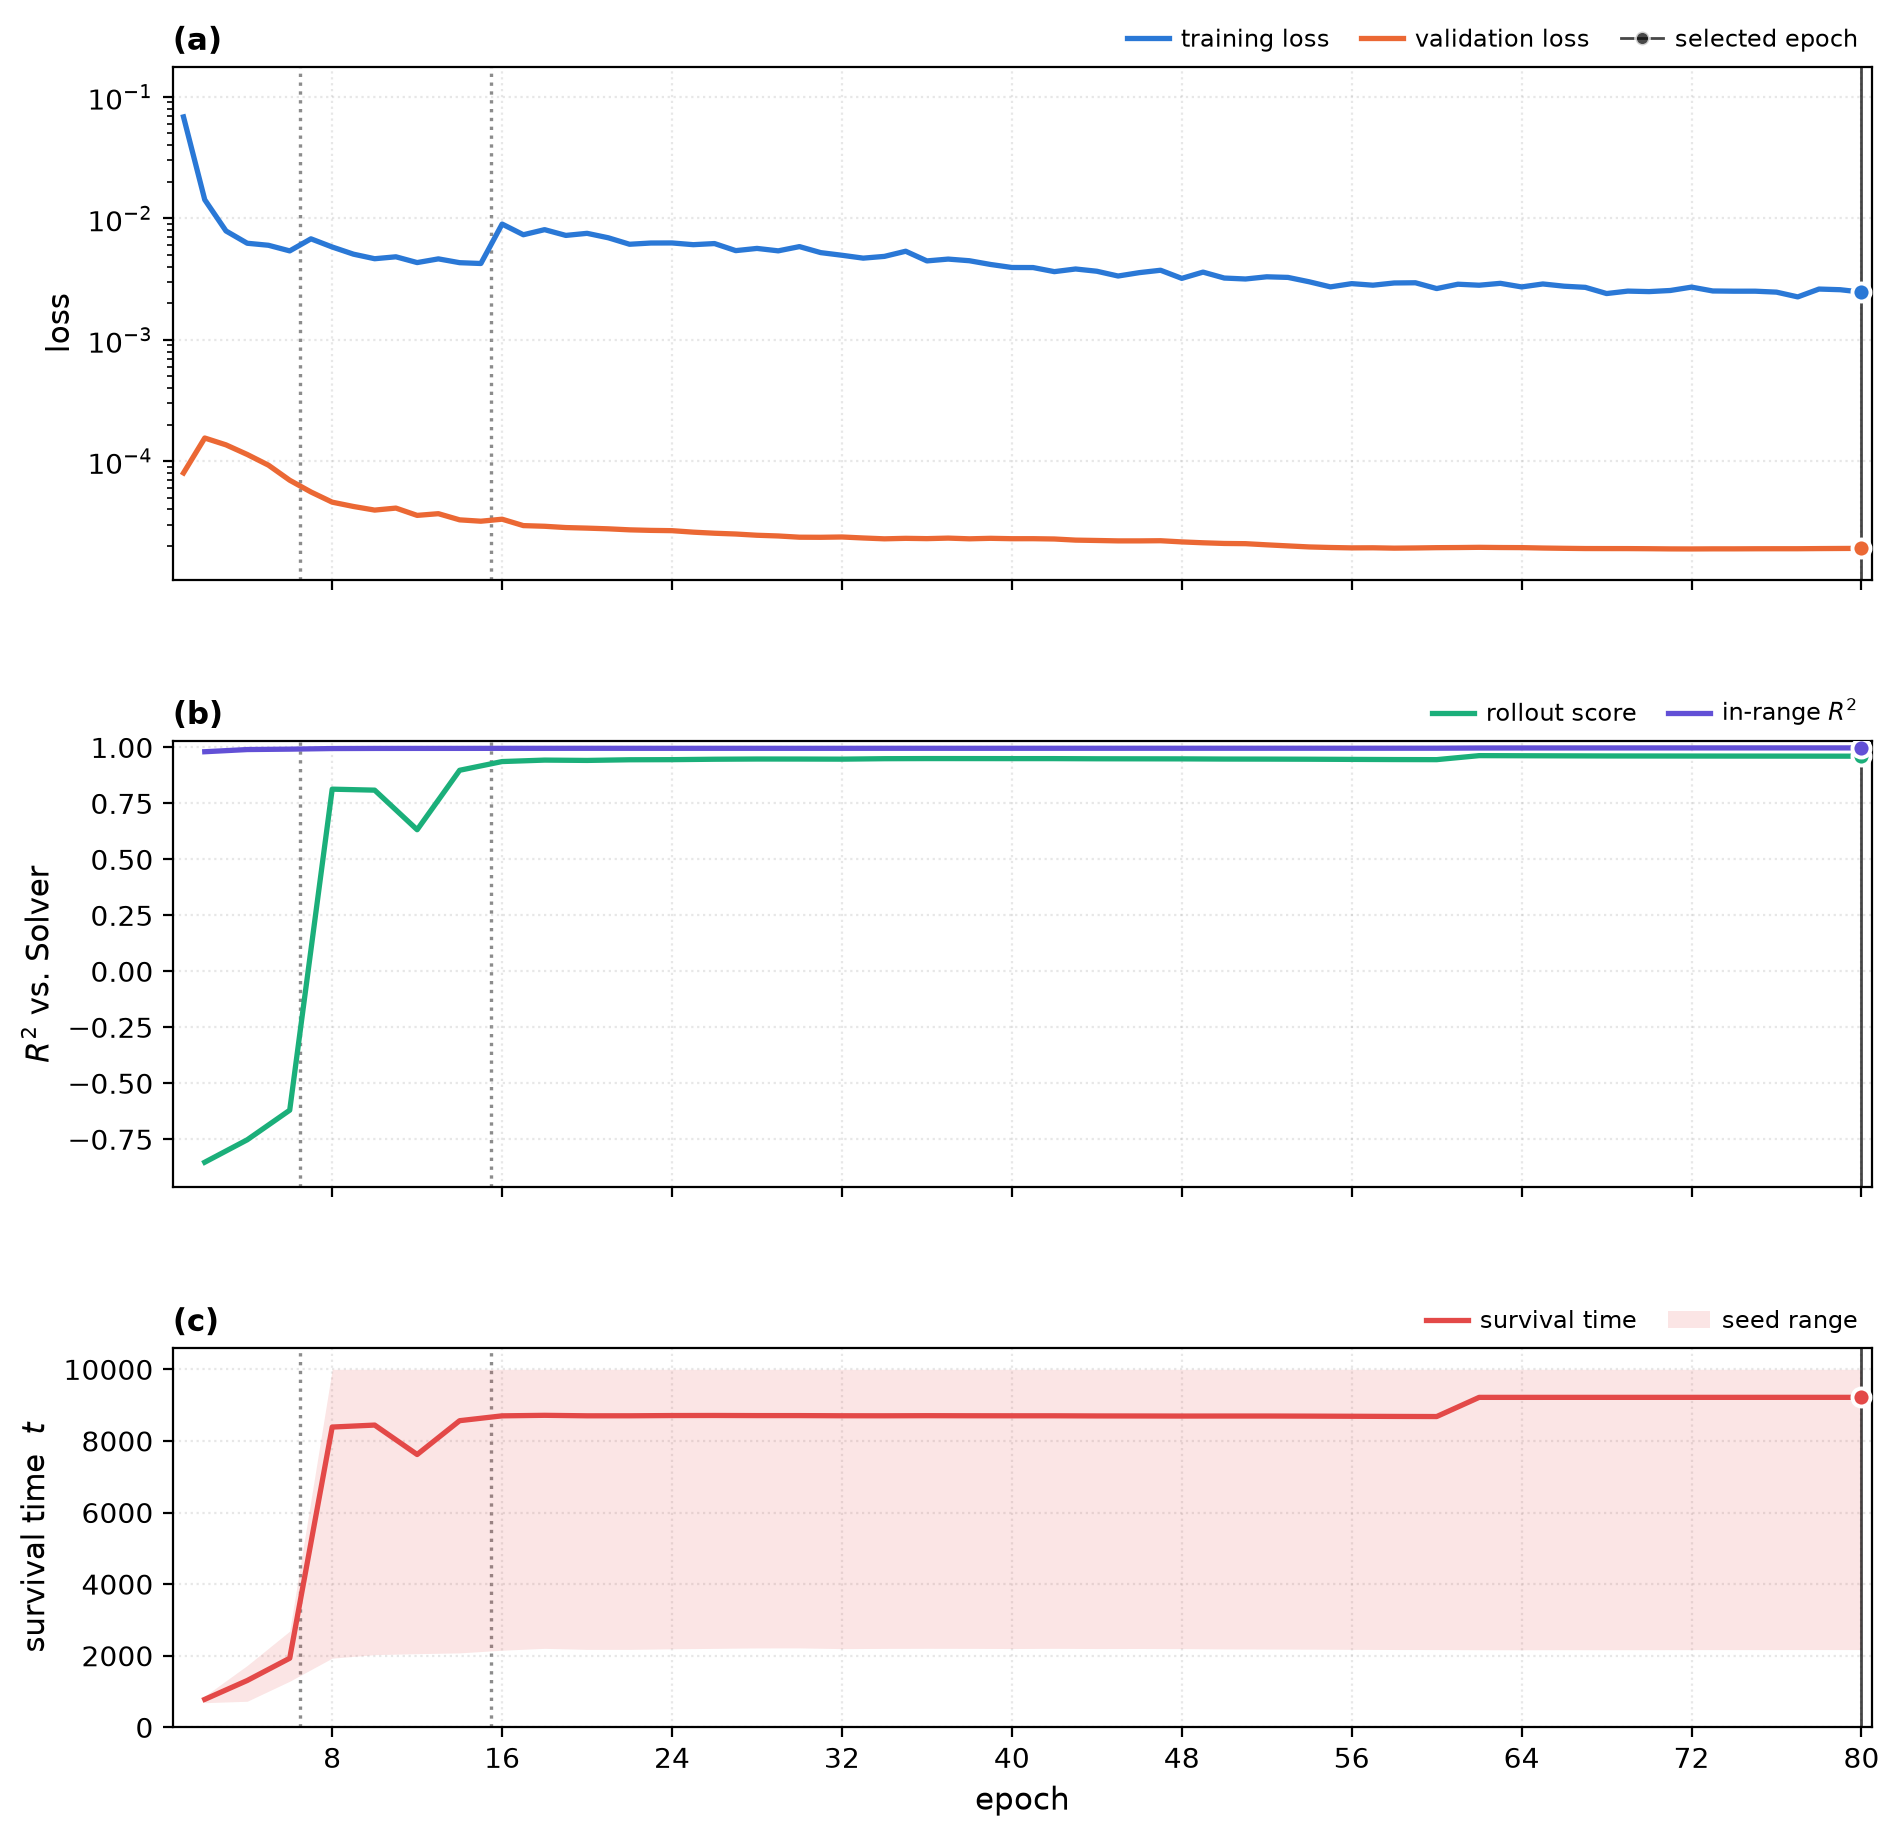 (a)
training loss validation loss selected epoch
10⁻¹
10⁻²
10⁻³
10⁻⁴
loss
(b)
rollout score in-range R²
1.00
0.75
0.50
0.25
0.00
−0.25
−0.50
−0.75
R² vs. Solver
(c)
survival time seed range
10000
8000
6000
4000
2000
0
survival time t
8 16 24 32 40 48 56 64 72 80
epoch